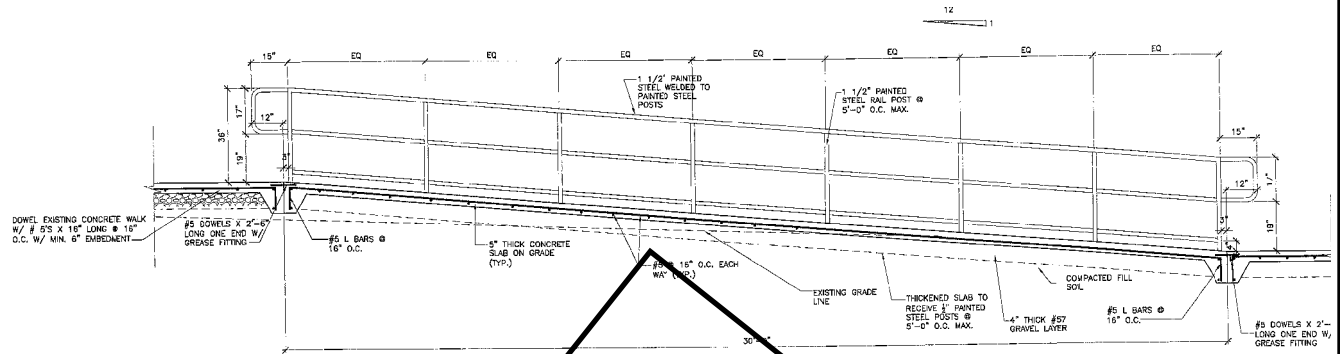 12
1
15"
EQ
EQ
EQ
EQ
EQ
EQ
EQ
1 1/2" PAINTED
STEEL WELDED TO
PAINTED STEEL
POSTS
1 1/2" PAINTED
STEEL RAIL POST @
5'-0" O.C. MAX.
15"
36"
17"
12"
19"
3"
12"
17"
3"
19"
4"
DOWEL EXISTING CONCRETE WALK
W/ # 5'S X 16" LONG @ 16"
O.C. W/ MIN. 6" EMBEDMENT
#5 DOWELS X 2'-6"
LONG ONE END W/
GREASE FITTING
#5 L BARS @
16" O.C.
5" THICK CONCRETE
SLAB ON GRADE
(TYP.)
16" O.C. EACH
WAY
EXISTING GRADE
LINE
THICKENED SLAB TO
RECEIVE PAINTED
STEEL POSTS @
5'-0" O.C. MAX.
4" THICK #57
GRAVEL LAYER
COMPACTED FILL
SOIL
#5 L BARS @
16" O.C.
#5 DOWELS X 2'-
LONG ONE END W/
GREASE FITTING